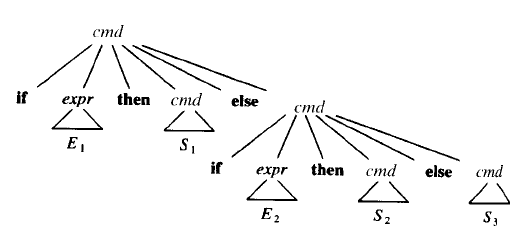 cmd
if expr then cmd else cmd
E1 S1
if expr then cmd else cmd
E2 S2 S3